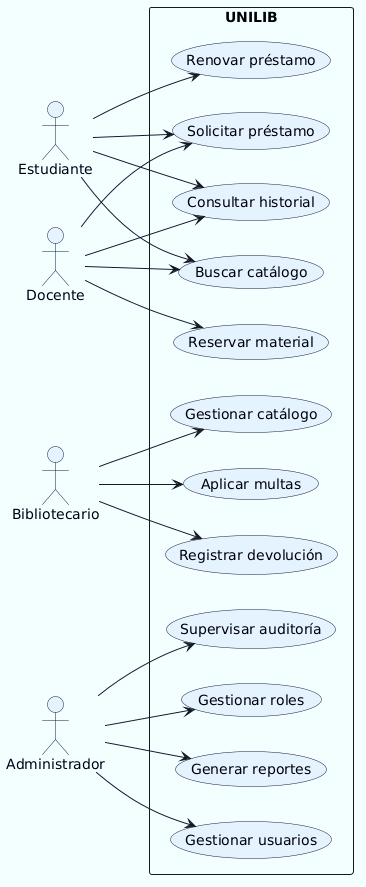 UNILIB
Renovar préstamo
Solicitar préstamo
Estudiante
Consultar historial
Buscar catálogo
Docente
Reservar material
Gestionar catálogo
Aplicar multas
Bibliotecario
Registrar devolución
Supervisar auditoría
Gestionar roles
Administrador
Generar reportes
Gestionar usuarios